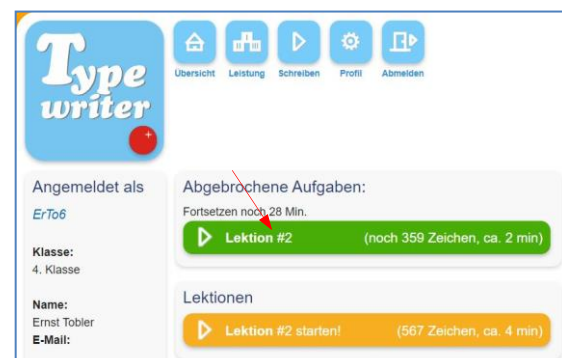 Type
writer
Übersicht Leistung Schreiben Profil Abmelden
Angemeldet als
ErTo6
Klasse:
4. Klasse
Name:
Ernst Tobler
E-Mail:
Abgebrochene Aufgaben:
Fortsetzen noch 28 Min.
Lektion #2 (noch 359 Zeichen, ca. 2 min)
Lektionen
Lektion #2 starten! (567 Zeichen, ca. 4 min)